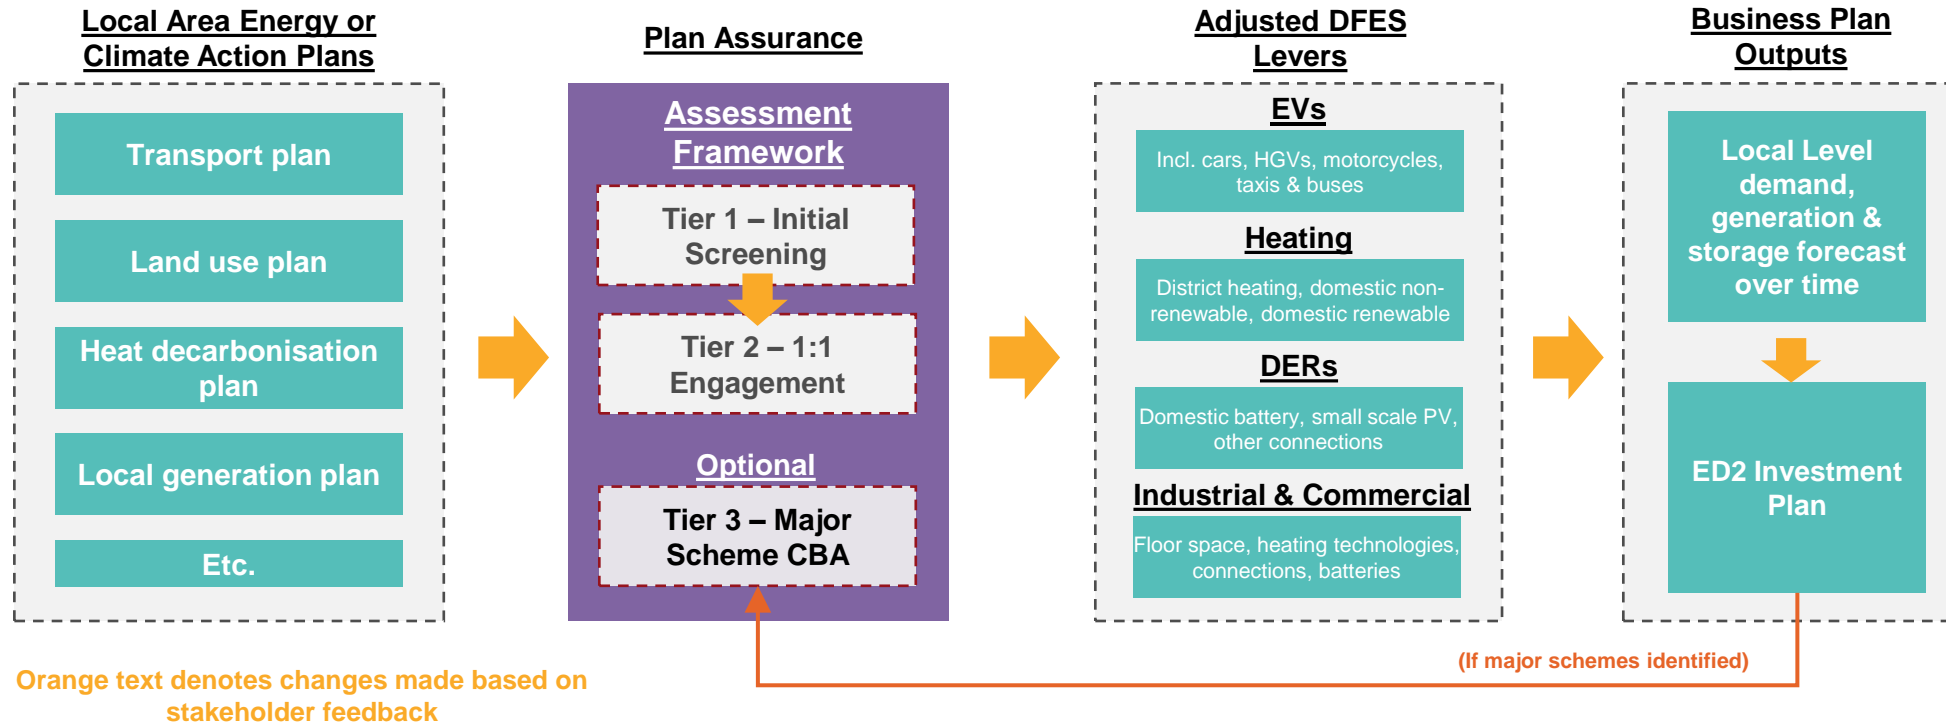 Local Area Energy or
Climate Action Plans
Transport plan
Land use plan
Heat decarbonisation
plan
Local generation plan
Etc.
Plan Assurance
Assessment
Framework
Tier 1 – Initial
Screening
Tier 2 – 1:1
Engagement
Optional
Tier 3 – Major
Scheme CBA
Adjusted DFES
Levers
EVs
Incl. cars, HGVs, motorcycles,
taxis & buses
Heating
District heating, domestic non-
renewable, domestic renewable
DERs
Domestic battery, small scale PV,
other connections
Industrial & Commercial
Floor space, heating technologies,
connections, batteries
Business Plan
Outputs
Local Level
demand,
generation &
storage forecast
over time
ED2 Investment
Plan
(If major schemes identified)
Orange text denotes changes made based on
stakeholder feedback